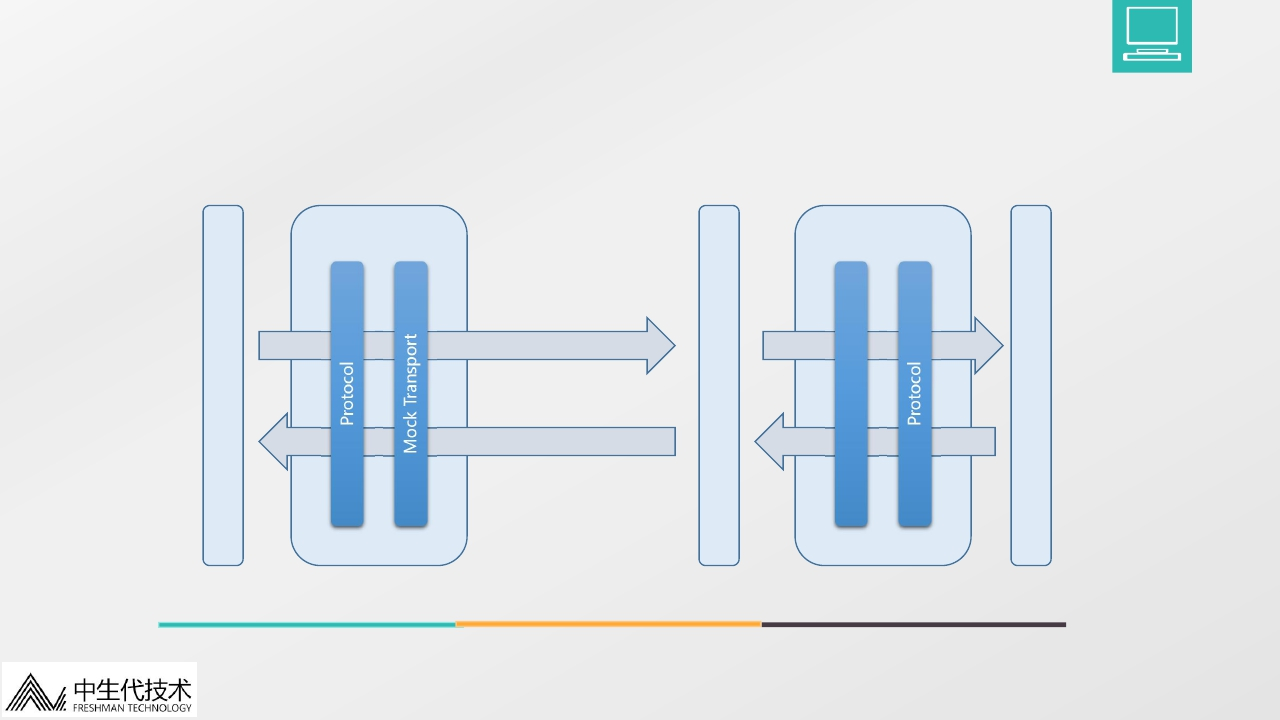 Protocol
Mock Transport
Protocol
中生代技术
FRESHMAN TECHNOLOGY